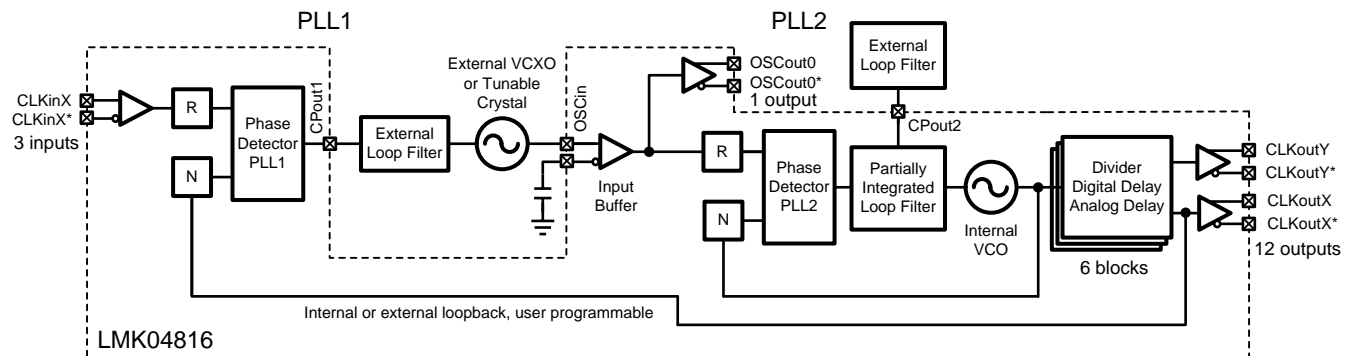 PLL1
PLL2
External VCXO
or Tunable
Crystal
External
Loop Filter
OSCout0
OSCout0*
1 output
CLKinX
CLKinX*
3 inputs
R
N
Phase
Detector
PLL1
CPout1
External
Loop Filter
OSCin
Input
Buffer
R
N
Phase
Detector
PLL2
CPout2
Partially
Integrated
Loop Filter
Internal
VCO
Divider
Digital Delay
Analog Delay
6 blocks
CLKoutY
CLKoutY*
CLKoutX
CLKoutX*
12 outputs
Internal or external loopback, user programmable
LMK04816